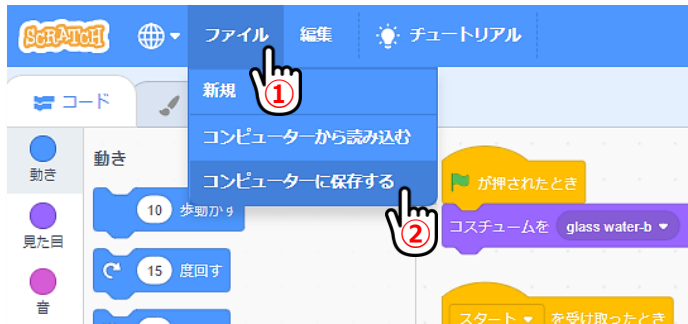 SCRATCH
ファイル
編集
チュートリアル
新規
①
コンピューターから読み込む
コンピューターに保存する
②
コード
動き
見た目
音
動き
10 歩動かす
15 度回す
が押されたとき
コスチュームを glass water-b
スタート を受け取ったとき